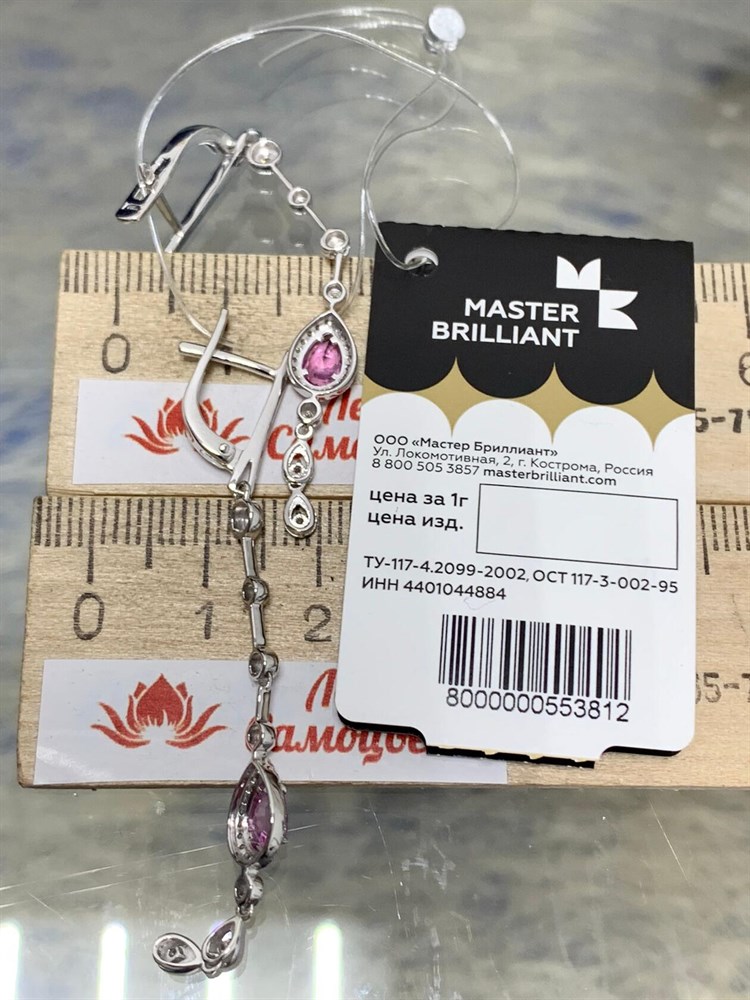 MASTER
BRILLIANT
ООО «Мастер Бриллиант»
Ул. Локомотивная, 2, г. Кострома, Россия
8 800 505 3857 masterbrilliant.com
цена за 1г
цена изд.
ТУ-117-4.2099-2002, ОСТ 117-3-002-95
ИНН 4401044884
8000000553812
0
0 1 2